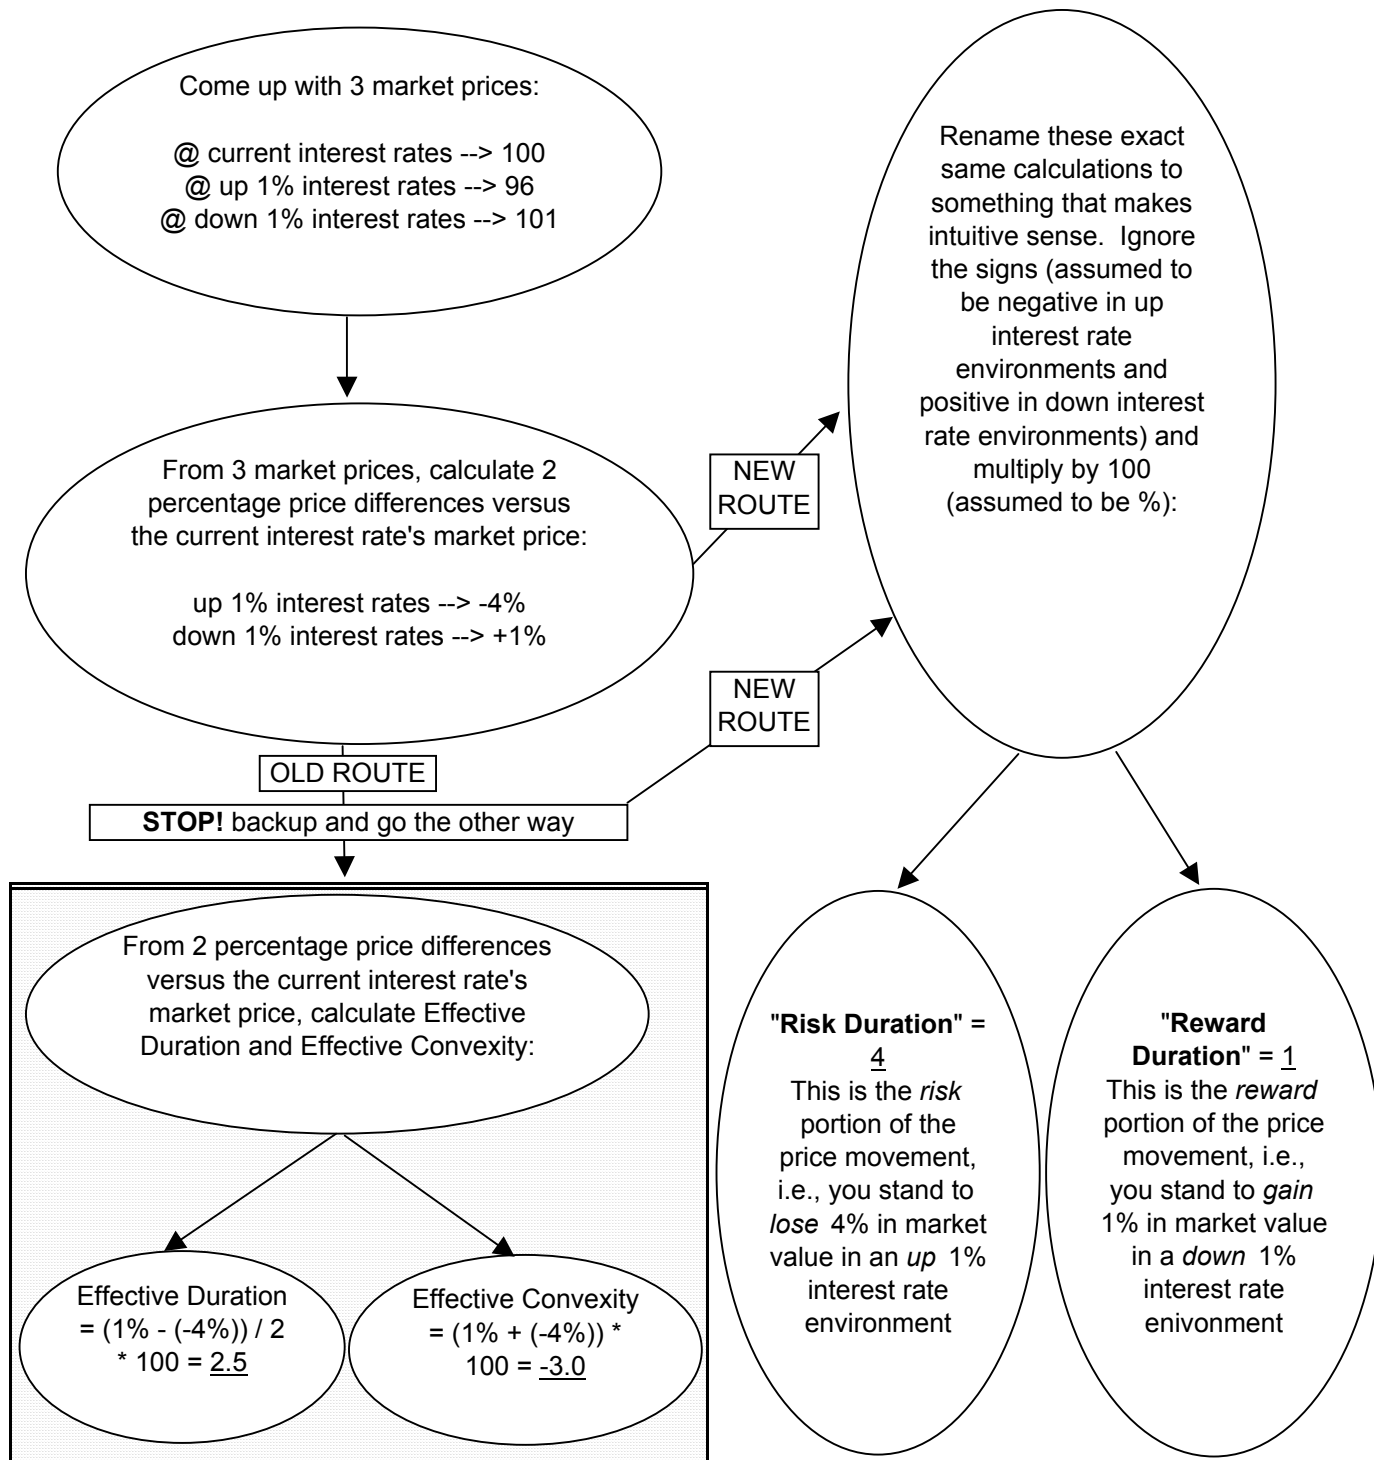 Come up with 3 market prices:
@ current interest rates --> 100
@ up 1% interest rates --> 96
@ down 1% interest rates --> 101
From 3 market prices, calculate 2
percentage price differences versus
the current interest rate's market price:
up 1% interest rates --> -4%
down 1% interest rates --> +1%
NEW
ROUTE
Rename these exact
same calculations to
something that makes
intuitive sense.  Ignore
the signs (assumed to
be negative in up
interest rate
environments and
positive in down interest
rate environments) and
multiply by 100
(assumed to be %):
NEW
ROUTE
OLD ROUTE
STOP! backup and go the other way
From 2 percentage price differences
versus the current interest rate's
market price, calculate Effective
Duration and Effective Convexity:
Effective Duration
= (1% - (-4%)) / 2
* 100 = 2.5
Effective Convexity
= (1% + (-4%)) *
100 = -3.0
"Risk Duration" =
4
This is the risk
portion of the
price movement,
i.e., you stand to
lose 4% in market
value in an up 1%
interest rate
environment
"Reward
Duration" = 1
This is the reward
portion of the price
movement, i.e.,
you stand to gain
1% in market value
in a down 1%
interest rate
enivonment